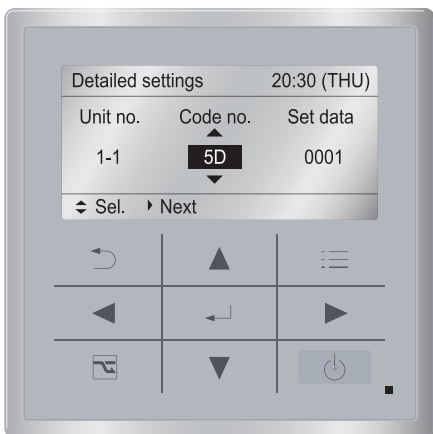 Detailed settings 20:30 (THU)
Unit no. Code no. Set data
1-1 5D 0001
Sel. Next